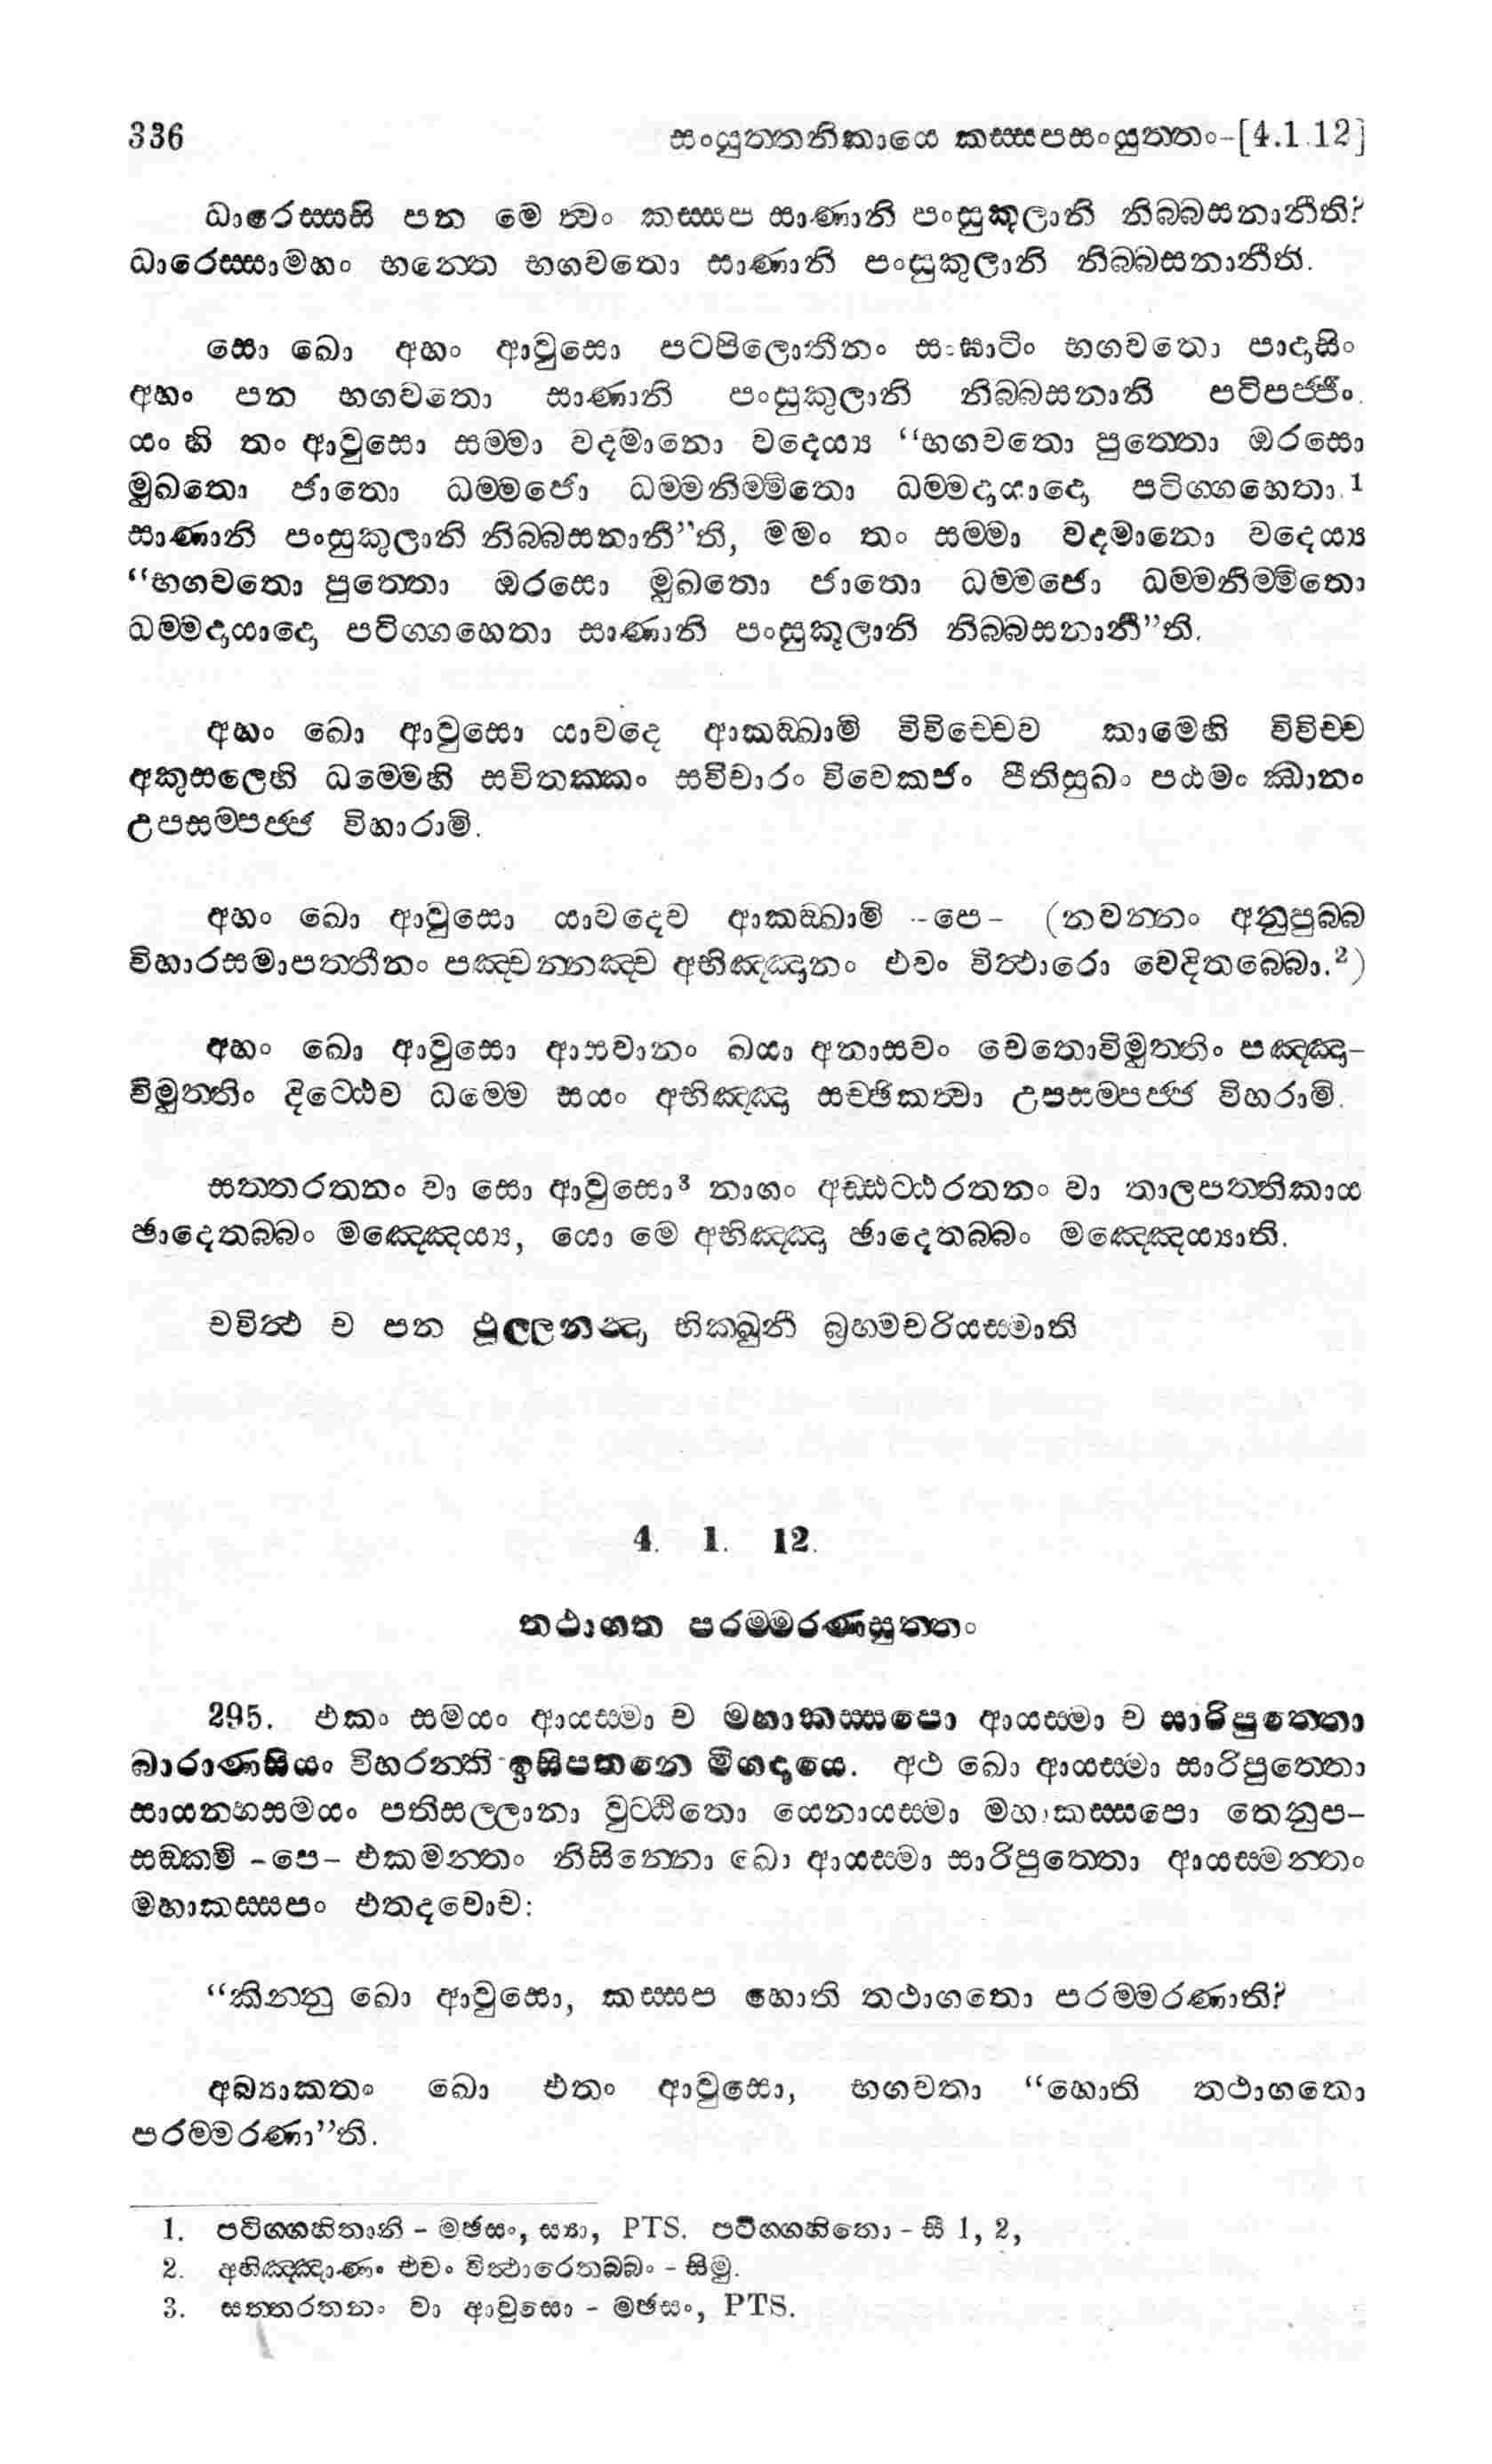 336 සංයුත්තනිකායෙ කස්සපසංයුත්තං-[4.1.12]
ධාරෙස්සසි පන මෙ ත්වං කස්සප සාණානි පංසුකූලානි නිබ්බසනානීති?
ධාරෙස්සාමහං භන්තෙ භගවතො සාණානි පංසුකුලානි නිබ්බසනානීති.
සො ඛො අහං ආවුසො පටපිලොතීනං සංඝාටිං භගවතො පාදාසිං
අහං පන භගවතො සාණානි පංසුකුලානි නිබ්බසනානි පටිපජ්ජිං.
යං හි තං ආවුසො සම්මා වදමානො වදෙය්‍ය “භගවතො පුත්තො ඔරසො
මුඛතො ජාතො ධම්මජො ධම්මනිම්මිතො ධම්මදායාදො පටිග්ගහෙතා.1
සාණානි පංසුකුලානි නිබ්බසනානී”ති, මමං තං සම්මා වදමානො වදෙය්‍ය
“භගවතො පුත්තො ඔරසො මුඛතො ජාතො ධම්මජො ධම්මනිම්මිතො
ධම්මදායාදො පටිග්ගහෙතා සාණානි පංසුකූලානි නිබ්බසනානී”ති.
අහං ඛො ආවුසො යාවදෙ ආකඞ්ඛාමි විවිච්චෙව කාමෙහි විවිච්ච
අකුසලෙහි ධම්මෙහි සවිතක්කං සවිචාරං විවෙකජං පීතිසුඛං පඨමං ඣානං
උපසම්පජ්ජ විහාරාමි.
අහං ඛො ආවුසො යාවදෙව ආකඞ්ඛාමි -පෙ- (නවන්නං අනුපුබ්බ
විහාරසමාපත්තීනං පඤ්චන්නඤ්ච අභිඤ්ඤානං එවං විත්ථාරො වෙදිතබ්බො.2)
අහං ඛො ආවුසො ආසවානං ඛයා අනාසවං චෙතොවිමුත්තිං පඤ්ඤා-
විමුත්තිං දිට්ඨෙව ධම්මෙ සයං අභිඤ්ඤා සච්ඡිකත්වා උපසම්පජ්ජ විහරාමි.
සත්තරතනං වා සො ආවුසො3 නාගං අඩ්ඪට්ඨරතනං වා තාලපත්තිකාය
ඡාදෙතබ්බං මඤ්ඤෙය්‍ය, යො මෙ අභිඤ්ඤා ඡාදෙතබ්බං මඤ්ඤෙය්‍යාති.
චවිත්ථ ච පන ථුල්ලනන්‍දා භික්ඛුනී බ්‍රහ්මචරියස්මාති
4. 1. 12.
තථාගත පරම්මරණසුත්තං
295. එකං සමයං ආයස්මා ච මහාකස්සපො ආයස්මා ච සාරිපුත්තො
බාරාණසියං විහරන්ති ඉසිපතනෙ මිගදායෙ. අථ ඛො ආයස්මා සාරිපුත්තො
සායන්හසමයං පතිසල්ලානා වුට්ඨිතො යෙනායස්මා මහාකස්සපො තෙනුප-
සඞ්කමි -පෙ- එකමන්තං නිසින්නො ඛො ආයස්මා සාරිපුත්තො ආයස්මන්තං
මහාකස්සපං එතදවොච:
“කින්නු ඛො ආවුසො, කස්සප හොති තථාගතො පරම්මරණාති?
අබ්‍යාකතං ඛො එතං ආවුසො, භගවතා “හොති තථාගතො
පරම්මරණා”ති.
1. පටිග්ගහිතානි - මඡසං, ස්‍යා, PTS. පටිග්ගහිතො - සී 1, 2,
2. අභිඤ්ඤාණං එවං විත්ථාරෙතබ්බං - සිමු.
3. සත්තරතනං වා ආවුසො - මඡසං, PTS.